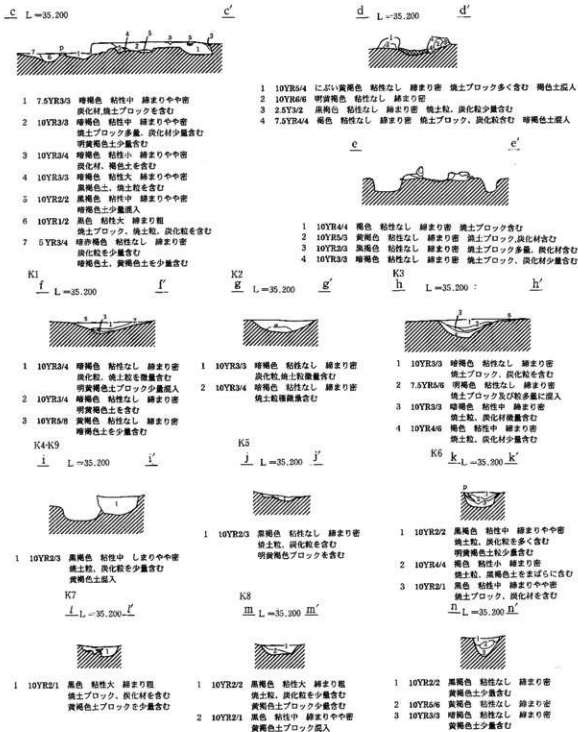 c L=35.200 c′
1 7.5YR3/3 暗褐色 粘性中 締まりやや密
炭化材,焼土ブロックを含む
2 10YR3/3 暗褐色 粘性中 締まりやや密
焼土ブロック多量、炭化材少量含む
明黄褐色土少量含む
3 10YR3/4 暗褐色 粘性小 締まりやや密
炭化材、褐色土を含む
4 10YR3/3 暗褐色 粘性大 締まりやや密
黒褐色土、焼土粒を含む
5 10YR2/2 黒褐色 粘性中 締まりやや密
暗褐色土少量混入
6 10YR1/2 黒色 粘性大 締まり粗
焼土ブロック、焼土粒、炭化粒を含む
7 5YR3/4 暗赤褐色 粘性なし 締まり密
炭化粒を少量含む
暗褐色土、黄褐色土を少量含む
d L=35.200 d′
1 10YR5/4 にぶい黄褐色 粘性なし 締まり密 焼土ブロック多く含む 褐色土混入
2 10YR6/6 明黄褐色 粘性なし 締まり密
3 2.5Y3/2 黒褐色 粘性なし 締まり密 焼土粒、炭化粒少量含む
4 7.5YR4/4 褐色 粘性なし 締まり密 焼土ブロック、炭化粒含む 暗褐色土混入
e e′
1 10YR4/4 褐色 粘性なし 締まり密 焼土ブロック含む
2 10YR5/3 黄褐色 粘性なし 締まり密 焼土ブロック,炭化材含む
3 10YR2/3 黒褐色 粘性なし 締まり密 焼土ブロック多量、炭化材含む
4 10YR3/3 暗褐色 粘性なし 締まり密 焼土ブロック、炭化材少量含む
K1
f L=35.200 f′
1 10YR3/4 暗褐色 粘性なし 締まり密
炭化粒、焼土粒を微量含む
明黄褐色土ブロック少量混入
2 10YR3/4 暗褐色 粘性なし 締まり密
明黄褐色土を含む
3 10YR5/8 黄褐色 粘性なし 締まり密
暗褐色土を少量含む
K2
g L=35.200 g′
1 10YR3/3 暗褐色 粘性なし 締まり密
炭化粒,焼土粒微量含む
2 10YR3/4 暗褐色 粘性なし 締まり密
焼土粒極微量含む
K3
h L=35.200 h′
1 10YR3/3 暗褐色 粘性なし 締まり密
焼土ブロック、炭化粒を含む
2 7.5YR5/6 明褐色 粘性なし 締まり密
焼土ブロック及び粒多量に混入
3 10YR3/3 暗褐色 粘性中 締まり密
焼土粒、炭化材微量含む
4 10YR4/6 褐色 粘性中 締まり密
焼土粒、炭化材少量含む
K4·K9
i L=35.200 i′
1 10YR2/3 黒褐色 粘性中 しまりやや密
焼土粒、炭化粒を少量含む
黄褐色土混入
K5
j L=35.200 j′
1 10YR2/3 黒褐色 粘性なし 締まり密
焼土粒、炭化粒を含む
明黄褐色ブロックを含む
K6 k L=35.200 k′
1 10YR2/2 黒褐色 粘性中 締まりやや密
焼土粒、炭化粒を多く含む
明黄褐色土粒少量含む
2 10YR4/4 褐色 粘性小 締まり密
焼土粒、黒褐色土をまばらに含む
3 10YR2/1 黒色 粘性中 締まりやや密
焼土ブロック、炭化材を含む
K7
l L=35.200 l′
1 10YR2/1 黒色 粘性大 締まり粗
焼土ブロック、炭化材を含む
黄褐色土ブロックを少量含む
K8
m L=35.200 m′
1 10YR2/2 黒褐色 粘性大 締まり粗
焼土粒、炭化粒を少量含む
黄褐色土ブロック少量含む
2 10YR2/1 黒色 粘性中 締まりやや密
黄褐色土ブロック混入
n L=35.200 n′
1 10YR2/2 黒褐色 粘性なし 締まり密
黄褐色土少量含む
2 10YR5/6 黄褐色 粘性なし 締まり密
3 10YR3/3 暗褐色 粘性なし 締まり密
黄褐色土少量含む